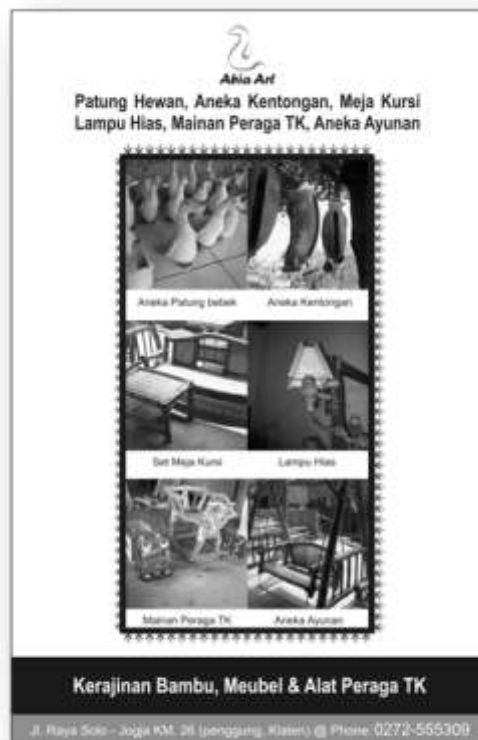 Abia Art
Patung Hewan, Aneka Kentongan, Meja Kursi
Lampu Hias, Mainan Peraga TK, Aneka Ayunan
Aneka Patung bebek
Aneka Kentongan
Set Meja Kursi
Lampu Hias
Mainan Peraga TK
Aneka Ayunan
Kerajinan Bambu, Meubel & Alat Peraga TK
Jl. Raya Solo - Jogja KM. 26 (penggung, Klaten) @ Phone: 0272-555309